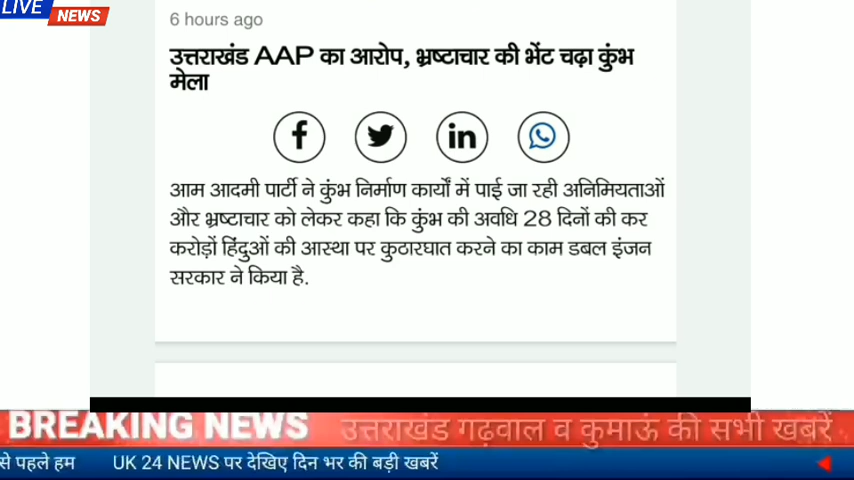 LIVE
NEWS
6 hours ago
उत्तराखंड AAP का आरोप, भ्रष्टाचार की भेंट चढ़ा कुंभ
मेला
आम आदमी पार्टी ने कुंभ निर्माण कार्यों में पाई जा रही अनिमियताओं
और भ्रष्टाचार को लेकर कहा कि कुंभ की अवधि 28 दिनों की कर
करोड़ों हिंदुओं की आस्था पर कुठारघात करने का काम डबल इंजन
सरकार ने किया है.
BREAKING NEWS उत्तराखंड गढ़वाल व कुमाऊं की सभी खबरें
से पहले हम UK 24 NEWS पर देखिए दिन भर की बड़ी खबरें